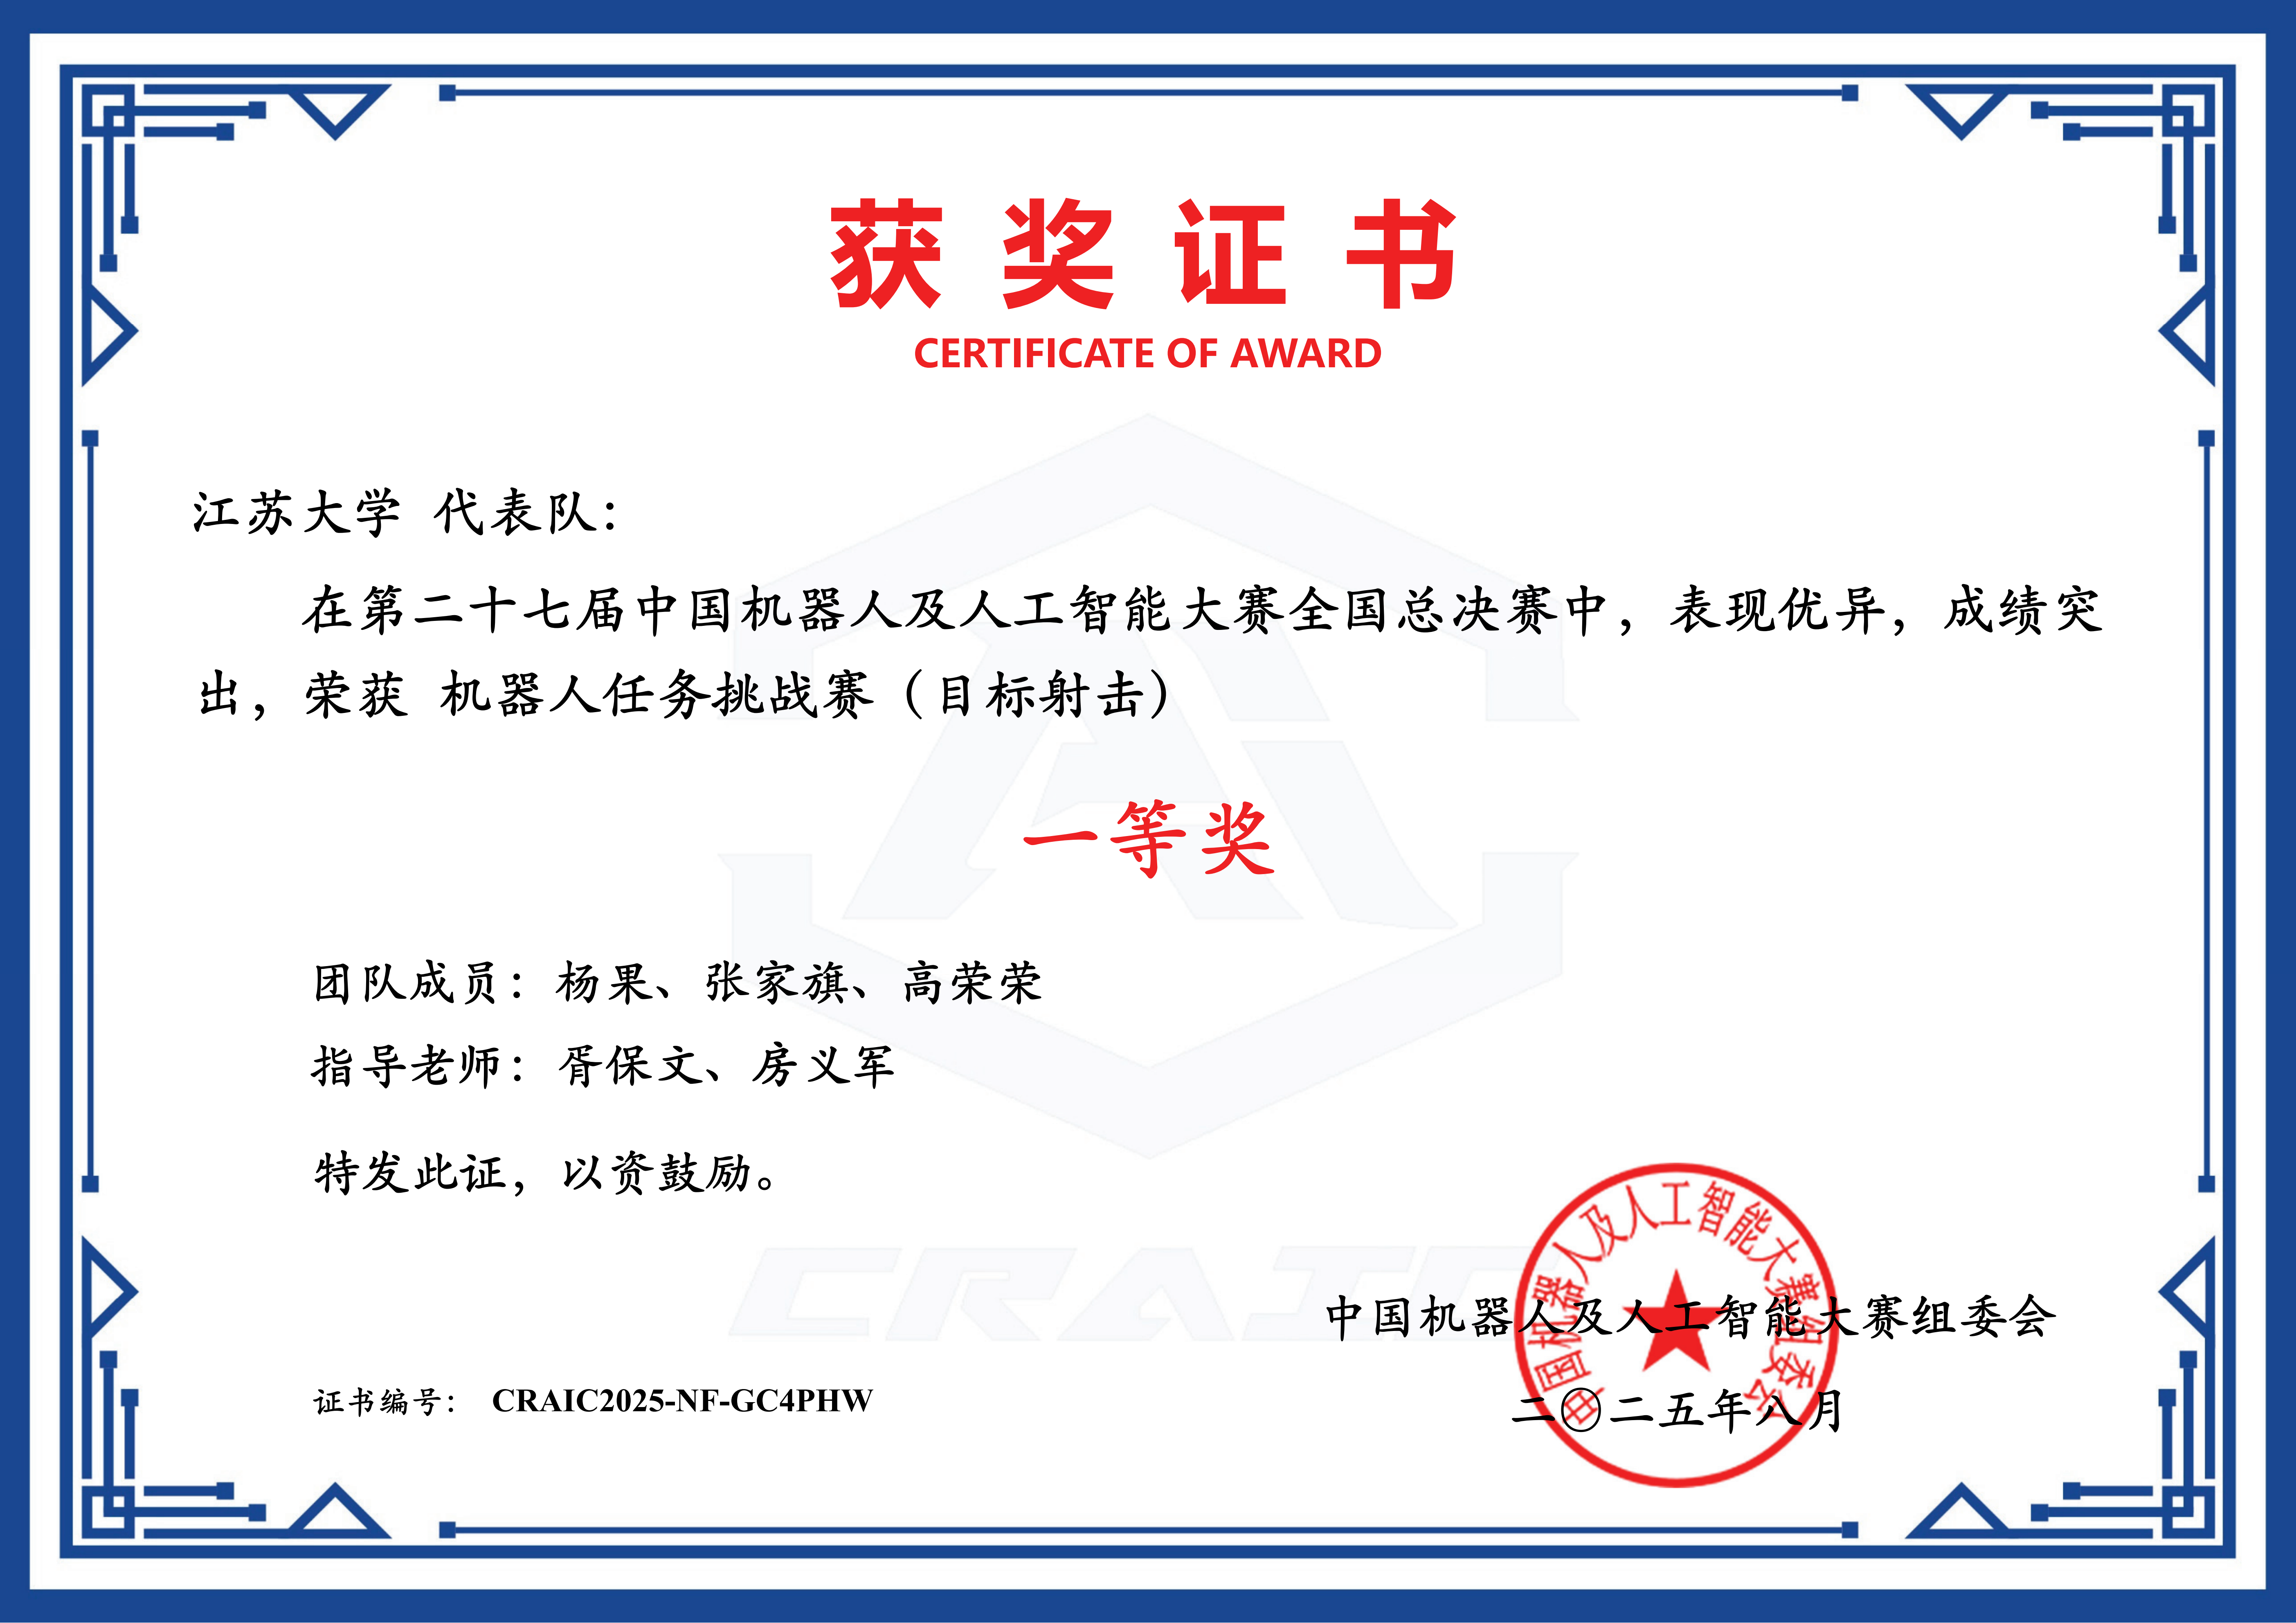 获奖证书
CERTIFICATE OF AWARD
江苏大学 代表队：
在第二十七届中国机器人及人工智能大赛全国总决赛中，表现优异，成绩突
出，荣获 机器人任务挑战赛（目标射击）
一等奖
团队成员：杨果、张家旗、高荣荣
指导老师：胥保文、房义军
特发此证，以资鼓励。
CRAIC
中国机器人及人工智能大赛组委会
中国机器人及人工智能大赛组委会
二〇二五年八月
证书编号： CRAIC2025-NF-GC4PHW